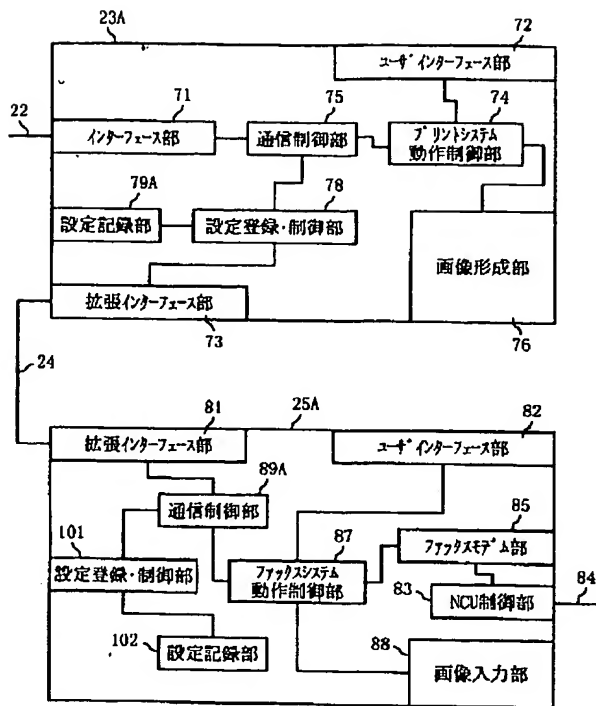 23A
72
ユーザインターフェース部
71
75
74
22
インターフェース部
通信制御部
プリントシステム
動作制御部
79A
78
設定記録部
設定登録・制御部
画像形成部
拡張インターフェース部
73
76
24
81
25A
82
拡張インターフェース部
ユーザインターフェース部
89A
通信制御部
85
101
87
ファックスモデム部
設定登録・制御部
ファックスシステム
動作制御部
84
83
NCU制御部
102
設定記録部
88
画像入力部